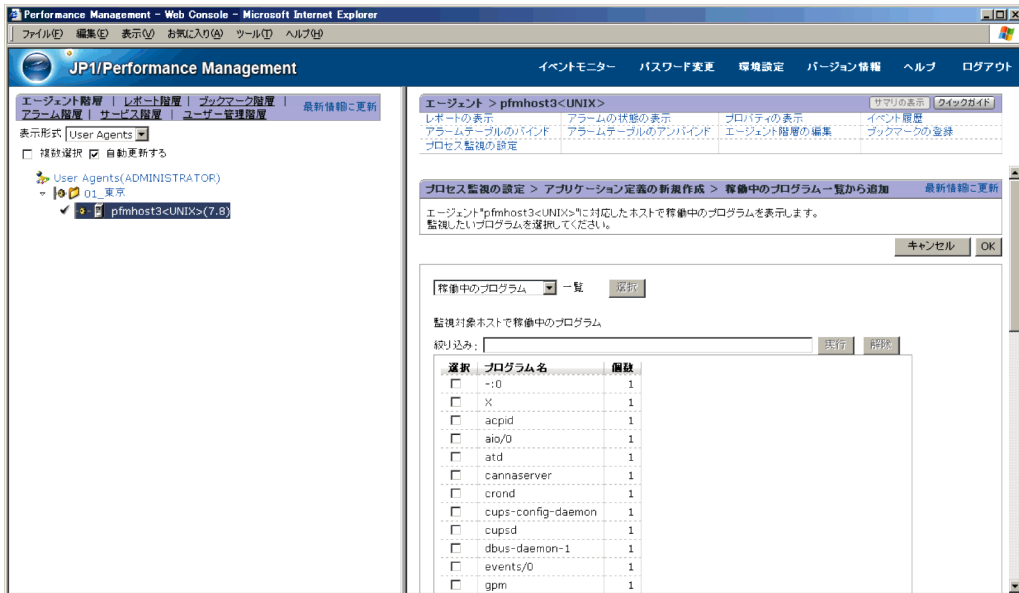 Performance Management - Web Console - Microsoft Internet Explorer
ファイル(F) 編集(E) 表示(V) お気に入り(A) ツール(T) ヘルプ(H)
JP1/Performance Management
イベントモニター パスワード変更 環境設定 バージョン情報 ヘルプ ログアウト
エージェント階層 | レポート階層 | ブックマーク階層 |
アラーム階層 | サービス階層 | ユーザー管理階層
最新情報に更新
表示形式 User Agents
複数選択 自動更新する
User Agents(ADMINISTRATOR)
01_東京
pfmhost3<UNIX>(7.8)
エージェント > pfmhost3<UNIX>
サマリの表示 クイックガイド
レポートの表示 アラームの状態の表示 プロパティの表示 イベント履歴
アラームテーブルのバインド アラームテーブルのアンバインド エージェント階層の編集 ブックマークの登録
プロセス監視の設定
プロセス監視の設定 > アプリケーション定義の新規作成 > 稼働中のプログラム一覧から追加 最新情報に更新
エージェント"pfmhost3<UNIX>"に対応したホストで稼働中のプログラムを表示します。
監視したいプログラムを選択してください。
キャンセル OK
稼働中のプログラム 一覧 選択
監視対象ホストで稼働中のプログラム
絞り込み: 実行 解除
選択 プログラム名 個数
-:0 1
X 1
acpid 1
aio/0 1
atd 1
cannaserver 1
crond 1
cups-config-daemon 1
cupsd 1
dbus-daemon-1 1
events/0 1
gpm 1